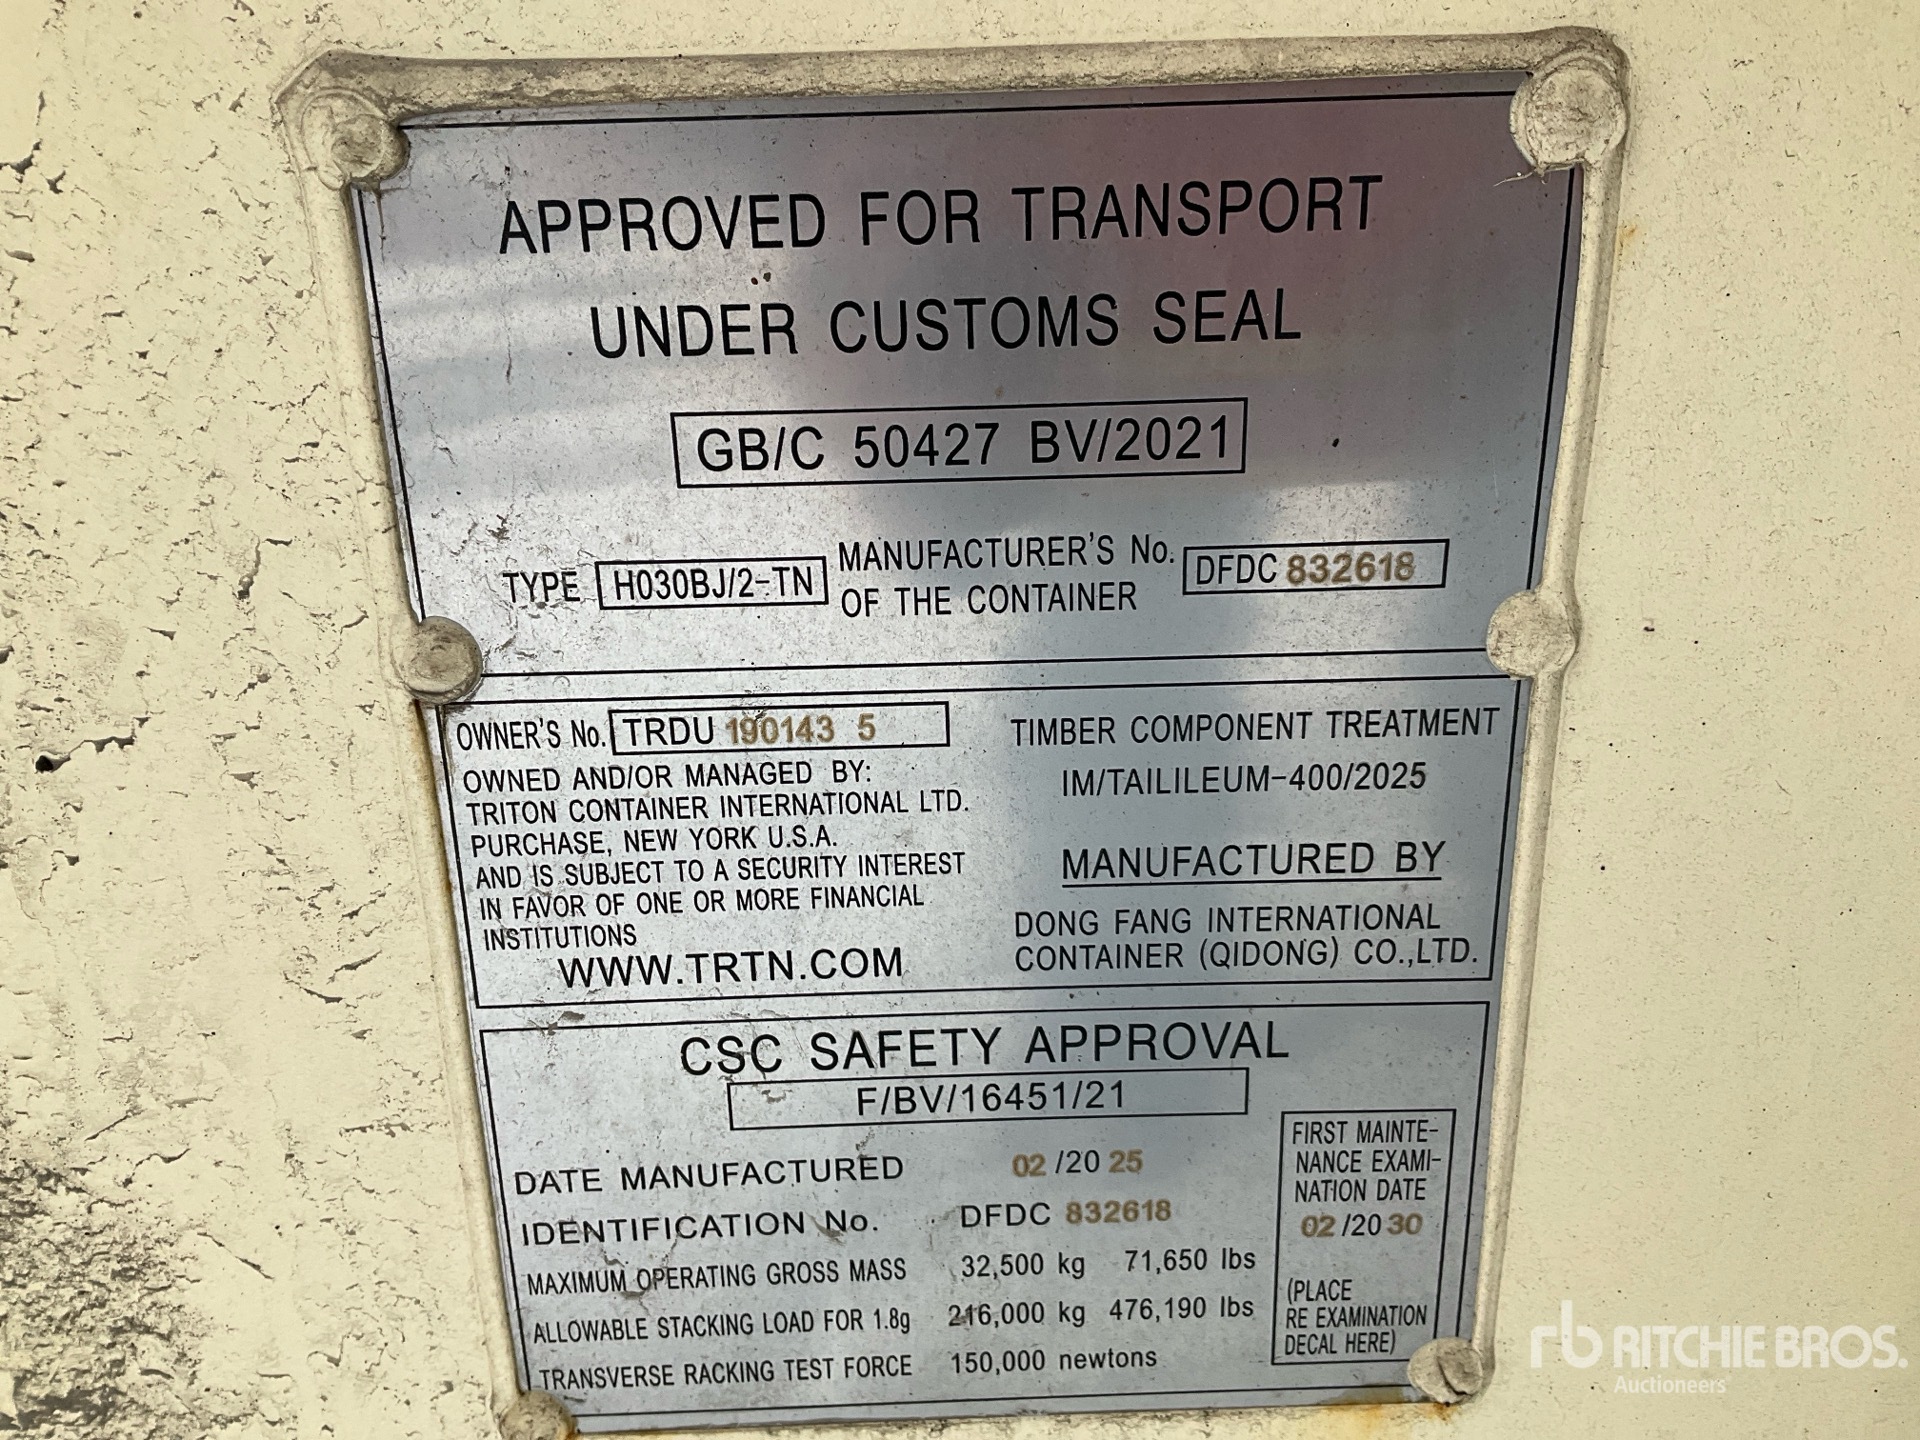 APPROVED FOR TRANSPORT
UNDER CUSTOMS SEAL
GB/C 50427 BV/2021
TYPE H030BJ/2-TN MANUFACTURER'S No. OF THE CONTAINER DFDC 832618
OWNER'S No. TRDU 190143 5
OWNED AND/OR MANAGED BY:
TRITON CONTAINER INTERNATIONAL LTD.
PURCHASE, NEW YORK U.S.A.
AND IS SUBJECT TO A SECURITY INTEREST
IN FAVOR OF ONE OR MORE FINANCIAL
INSTITUTIONS
WWW.TRTN.COM
TIMBER COMPONENT TREATMENT
IM/TAILILEUM-400/2025
MANUFACTURED BY
DONG FANG INTERNATIONAL
CONTAINER (QIDONG) CO.,LTD.
CSC SAFETY APPROVAL
F/BV/16451/21
DATE MANUFACTURED 02 /20 25
IDENTIFICATION No. DFDC 832618
MAXIMUM OPERATING GROSS MASS 32,500 kg 71,650 lbs
ALLOWABLE STACKING LOAD FOR 1.8g 216,000 kg 476,190 lbs
TRANSVERSE RACKING TEST FORCE 150,000 newtons
FIRST MAINTE-
NANCE EXAMI-
NATION DATE
02 /20 30
(PLACE
RE EXAMINATION
DECAL HERE)
rb RITCHIE BROS.
Auctioneers